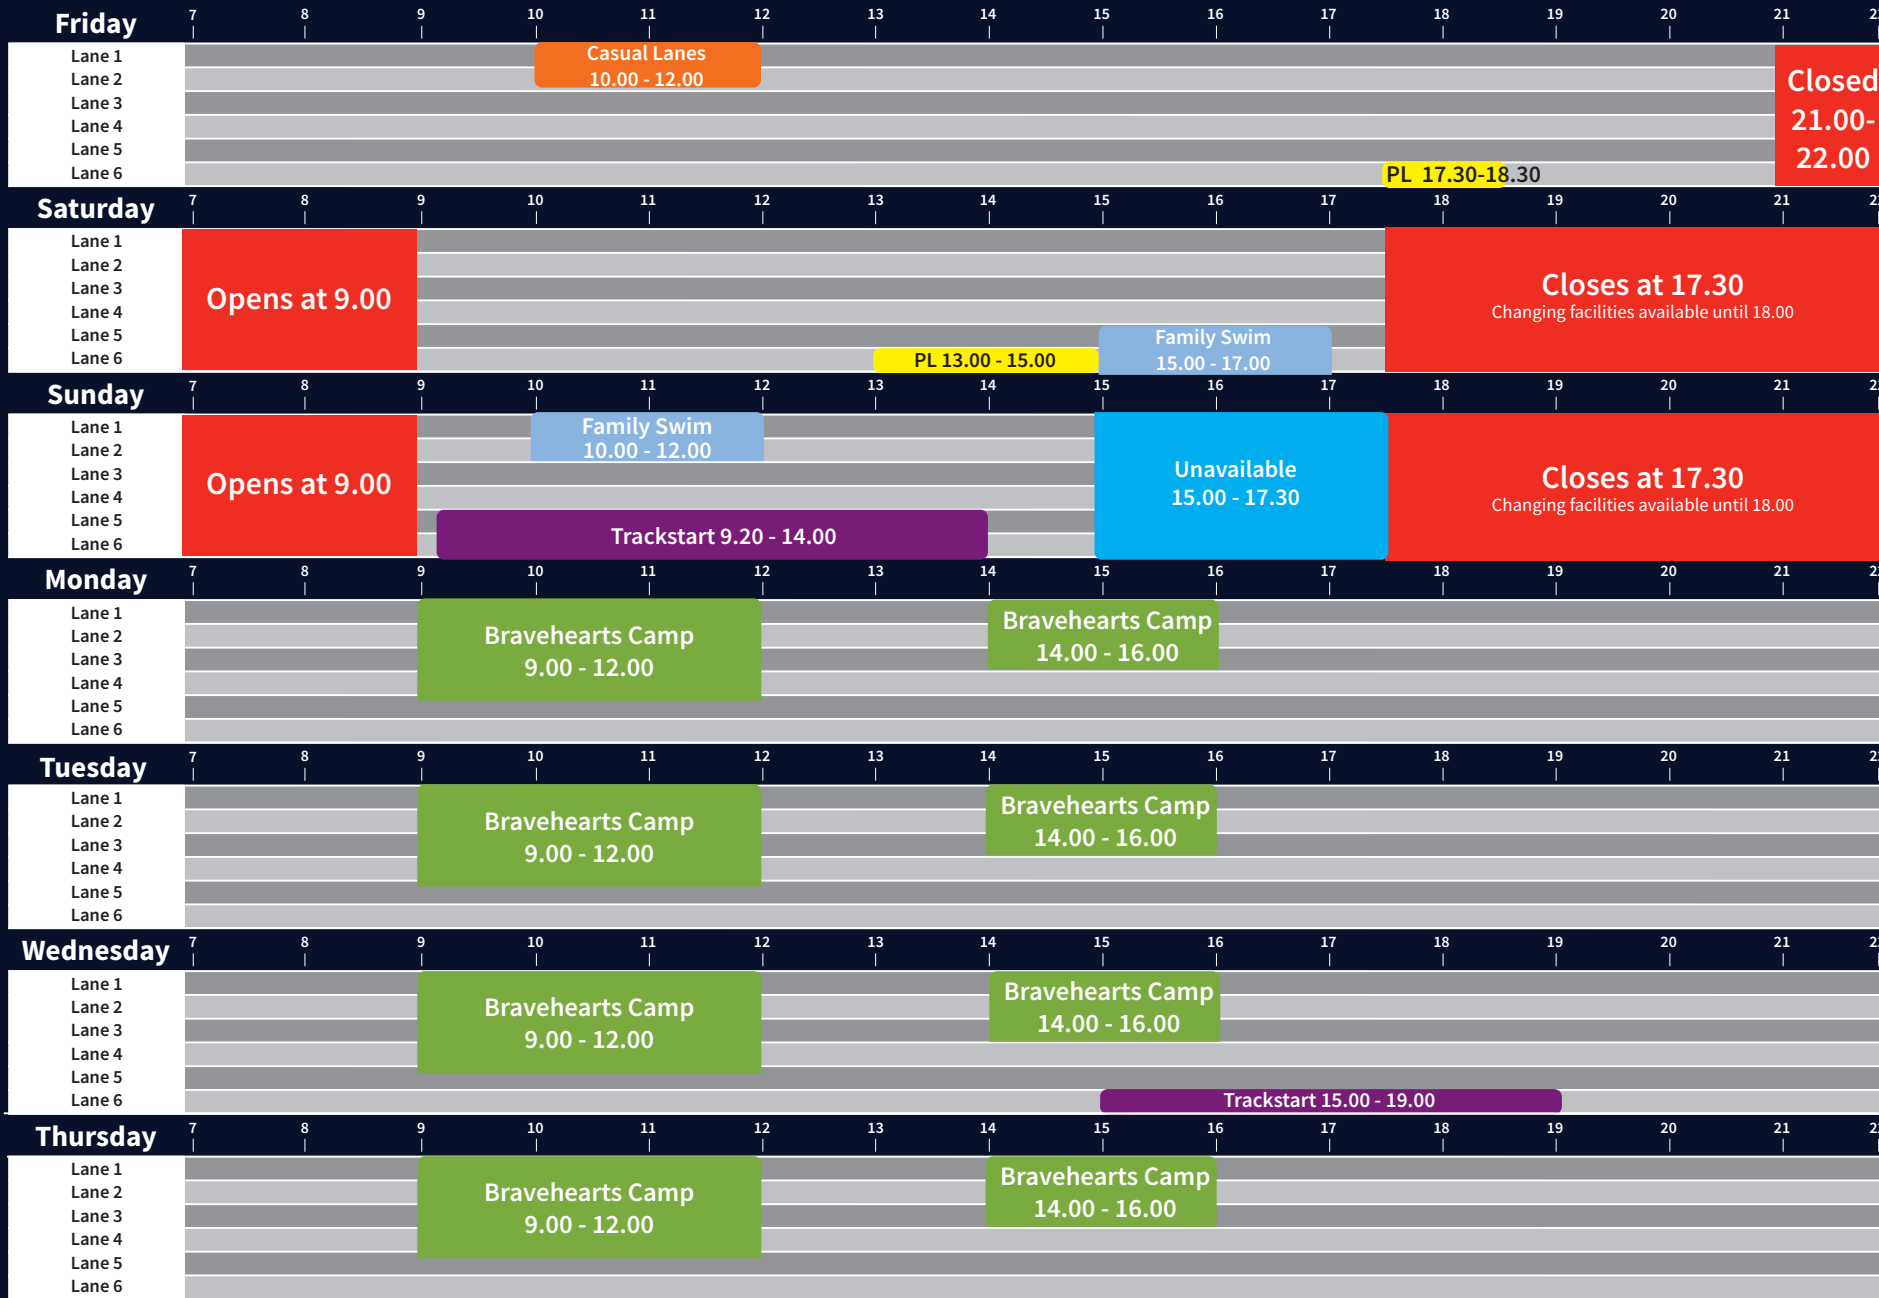 Friday 7 8 9 10 11 12 13 14 15 16 17 18 19 20 21
Lane 1
Lane 2
Lane 3
Lane 4
Lane 5
Lane 6
Casual Lanes
10.00 - 12.00
PL 17.30-18.30
Closed
21.00-
22.00
Saturday 7 8 9 10 11 12 13 14 15 16 17 18 19 20 21
Lane 1
Lane 2
Lane 3
Lane 4
Lane 5
Lane 6
Opens at 9.00
PL 13.00 - 15.00
Family Swim
15.00 - 17.00
Closes at 17.30
Changing facilities available until 18.00
Sunday 7 8 9 10 11 12 13 14 15 16 17 18 19 20 21
Lane 1
Lane 2
Lane 3
Lane 4
Lane 5
Lane 6
Opens at 9.00
Family Swim
10.00 - 12.00
Trackstart 9.20 - 14.00
Unavailable
15.00 - 17.30
Closes at 17.30
Changing facilities available until 18.00
Monday 7 8 9 10 11 12 13 14 15 16 17 18 19 20 21
Lane 1
Lane 2
Lane 3
Lane 4
Lane 5
Lane 6
Bravehearts Camp
9.00 - 12.00
Bravehearts Camp
14.00 - 16.00
Tuesday 7 8 9 10 11 12 13 14 15 16 17 18 19 20 21
Lane 1
Lane 2
Lane 3
Lane 4
Lane 5
Lane 6
Bravehearts Camp
9.00 - 12.00
Bravehearts Camp
14.00 - 16.00
Wednesday 7 8 9 10 11 12 13 14 15 16 17 18 19 20 21
Lane 1
Lane 2
Lane 3
Lane 4
Lane 5
Lane 6
Bravehearts Camp
9.00 - 12.00
Bravehearts Camp
14.00 - 16.00
Trackstart 15.00 - 19.00
Thursday 7 8 9 10 11 12 13 14 15 16 17 18 19 20 21
Lane 1
Lane 2
Lane 3
Lane 4
Lane 5
Lane 6
Bravehearts Camp
9.00 - 12.00
Bravehearts Camp
14.00 - 16.00